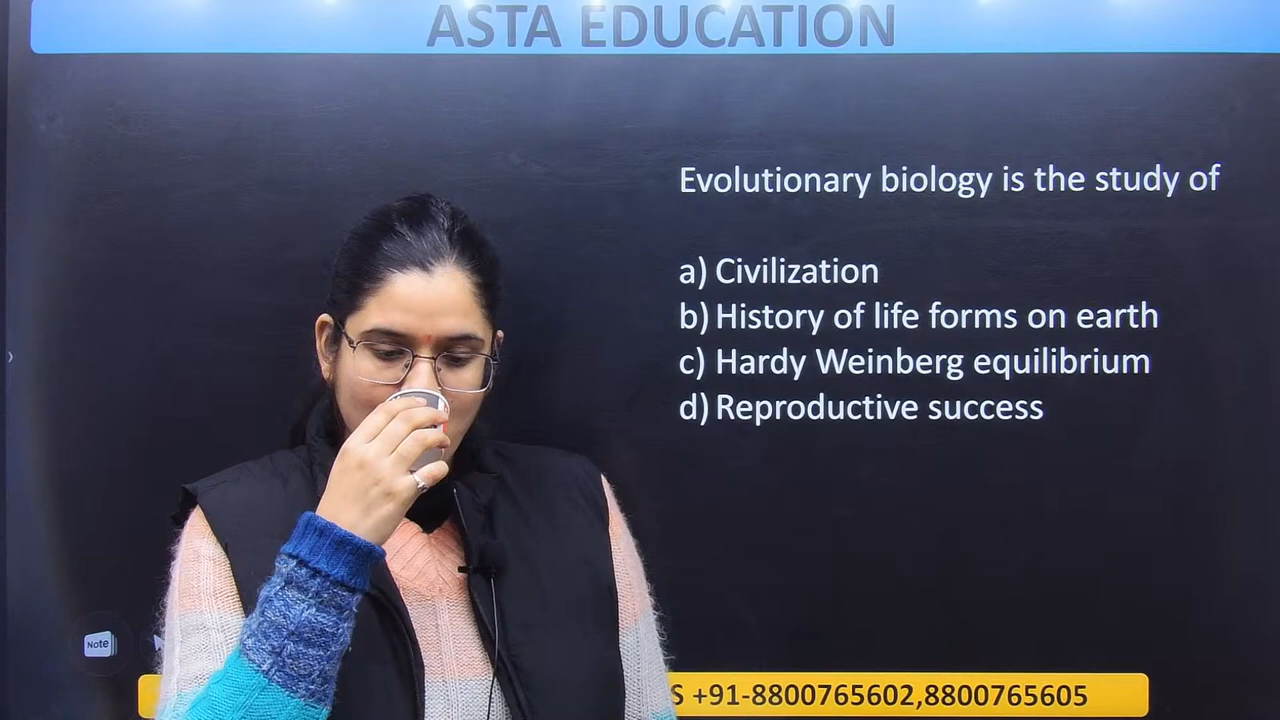 ASTA EDUCATION
Evolutionary biology is the study of
a) Civilization
b) History of life forms on earth
c) Hardy Weinberg equilibrium
d) Reproductive success
Note
+91-8800765602,8800765605